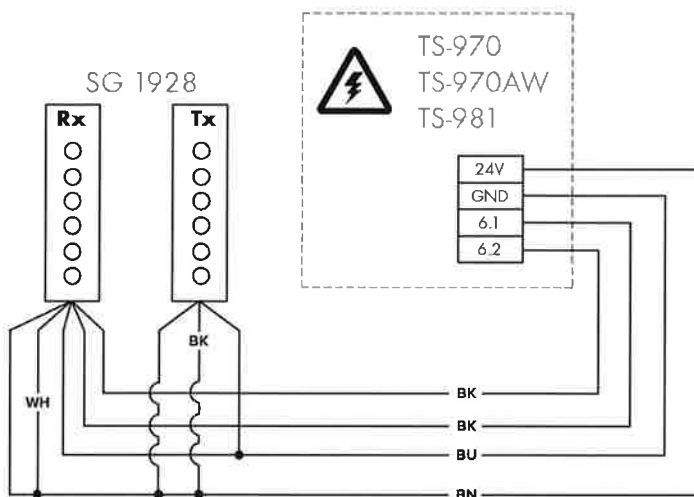 SG 1928
Rx
Tx
TS-970
TS-970AW
TS-981
24V
GND
6.1
6.2
BK
WH
BK
BK
BU
BN